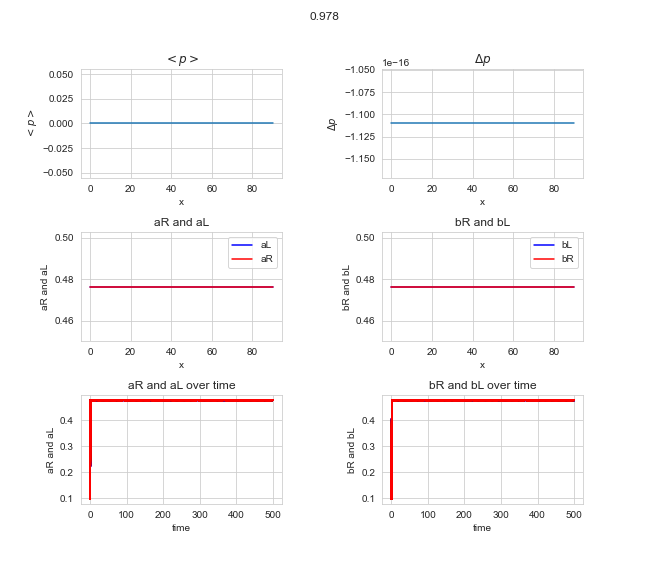 0.978
< p >
Δp
1e−16
0.050
0.025
0.000
−0.025
−0.050
< p >
0 20 40 60 80
x
−1.050
−1.075
−1.100
−1.125
−1.150
Δp
0 20 40 60 80
x
aR and aL
0.50
0.48
0.46
aR and aL
aL
aR
0 20 40 60 80
x
bR and bL
0.50
0.48
0.46
bR and bL
bL
bR
0 20 40 60 80
x
aR and aL over time
0.4
0.3
0.2
0.1
aR and aL
0 100 200 300 400 500
time
bR and bL over time
0.4
0.3
0.2
0.1
bR and bL
0 100 200 300 400 500
time